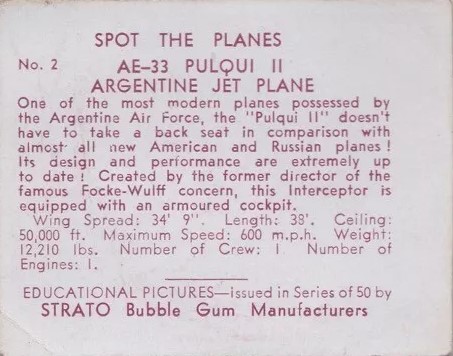 SPOT THE PLANES
No. 2 AE–33 PULQUI II
ARGENTINE JET PLANE
One of the most modern planes possessed by
the Argentine Air Force, the "Pulqui II" doesn't
have to take a back seat in comparison with
almost all new American and Russian planes !
Its design and performance are extremely up
to date ! Created by the former director of the
famous Focke-Wulff concern, this Interceptor is
equipped with an armoured cockpit.
Wing Spread: 34' 9". Length: 38'. Ceiling:
50,000 ft. Maximum Speed: 600 m.p.h. Weight:
12,210 lbs. Number of Crew: 1 Number of
Engines: 1.
EDUCATIONAL PICTURES—issued in Series of 50 by
STRATO Bubble Gum Manufacturers